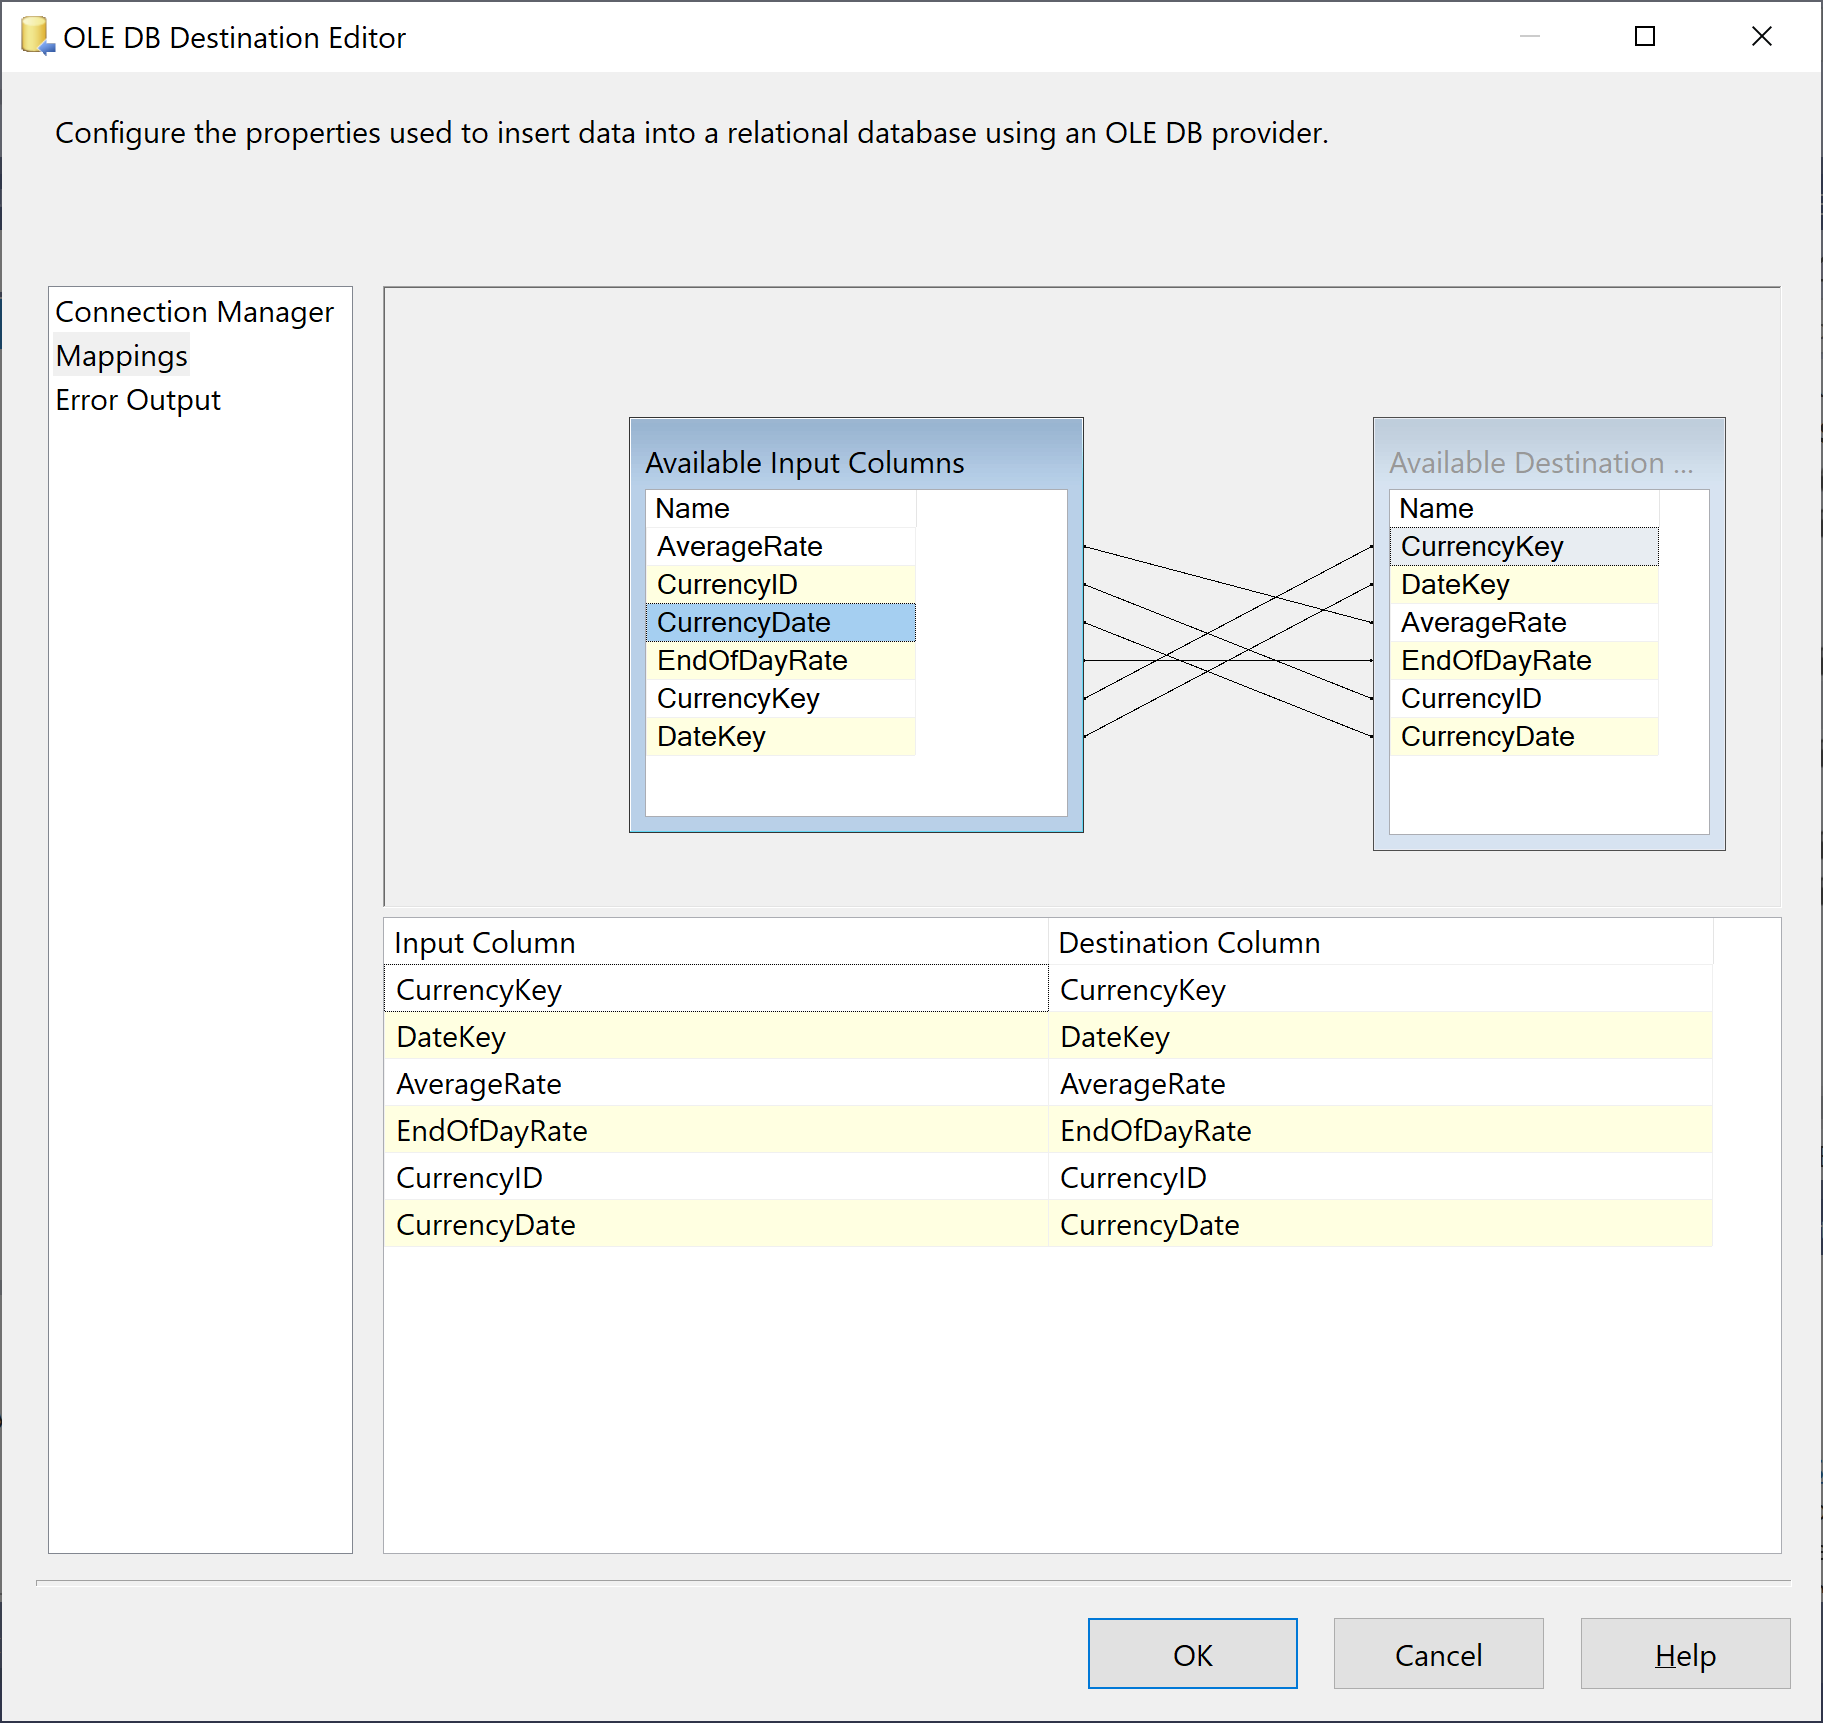 OLE DB Destination Editor
Configure the properties used to insert data into a relational database using an OLE DB provider.
Connection Manager
Mappings
Error Output
Available Input Columns
Name
AverageRate
CurrencyID
CurrencyDate
EndOfDayRate
CurrencyKey
DateKey
Available Destination ...
Name
CurrencyKey
DateKey
AverageRate
EndOfDayRate
CurrencyID
CurrencyDate
Input Column Destination Column
CurrencyKey CurrencyKey
DateKey DateKey
AverageRate AverageRate
EndOfDayRate EndOfDayRate
CurrencyID CurrencyID
CurrencyDate CurrencyDate
OK Cancel Help